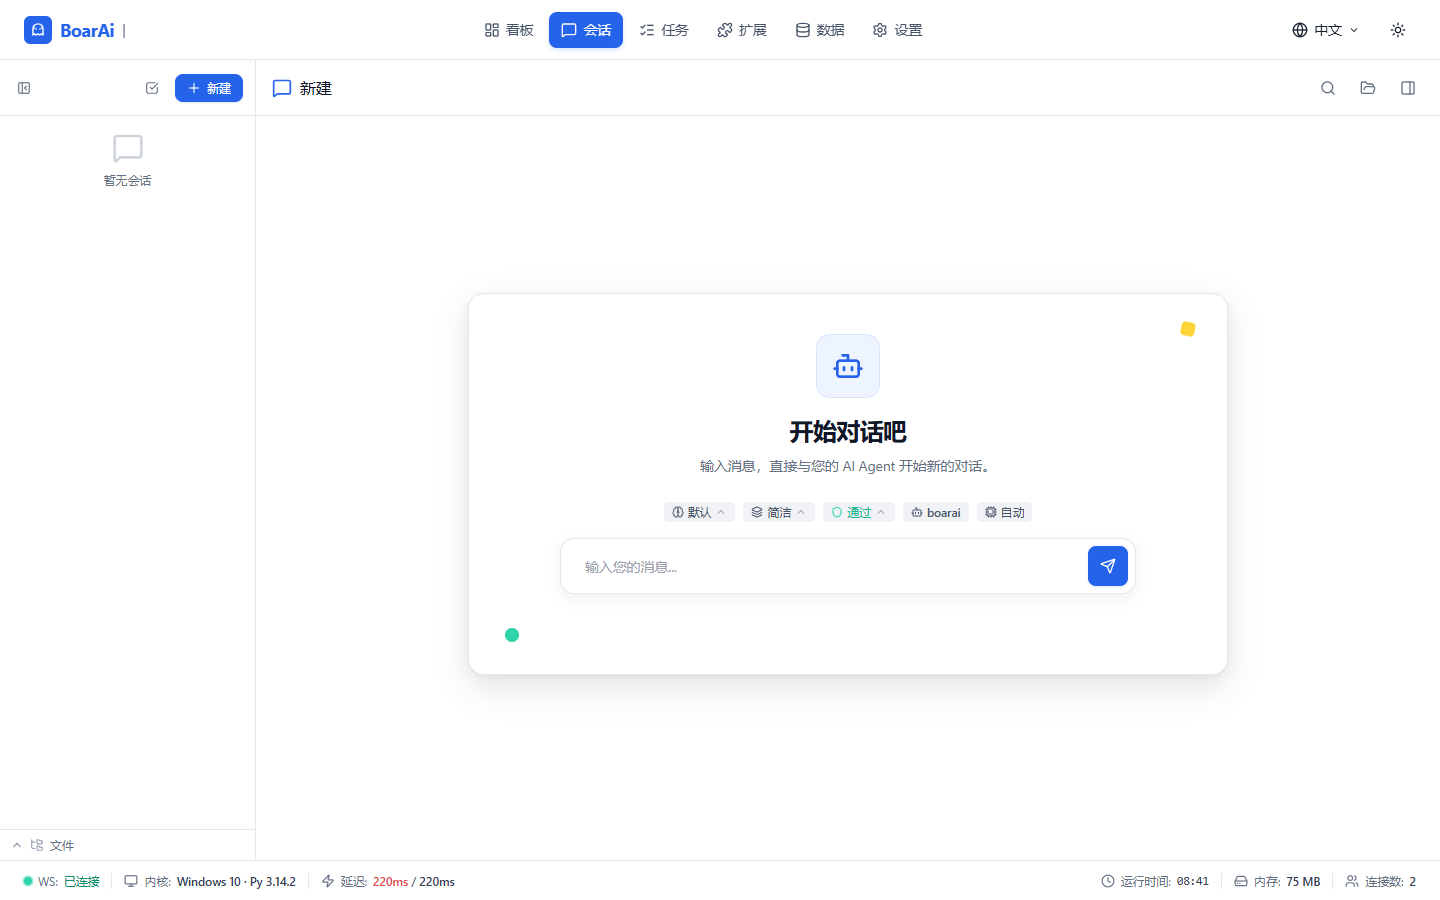 BoarAi |
看板
会话
任务
扩展
数据
设置
中文
新建
新建
暂无会话
开始对话吧
输入消息，直接与您的 AI Agent 开始新的对话。
默认
简洁
通过
boarai
自动
输入您的消息...
文件
WS: 已连接
内核: Windows 10 · Py 3.14.2
延迟: 220ms / 220ms
运行时间: 08:41
内存: 75 MB
连接数: 2